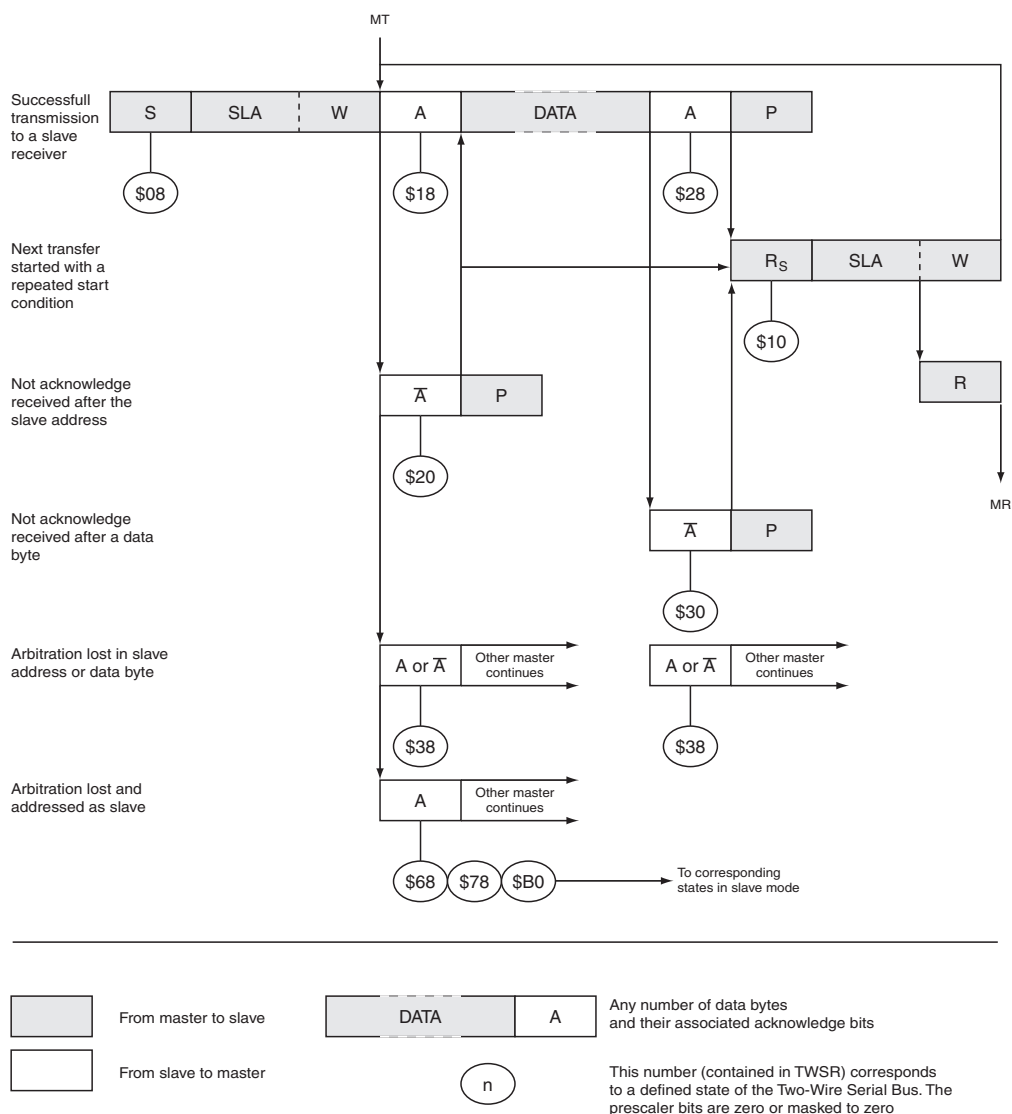 MT
Successfull
transmission
to a slave
receiver
S SLA W A DATA A P
$08 $18 $28
Next transfer
started with a
repeated start
condition
RS SLA W
$10
Not acknowledge
received after the
slave address
A̅ P
R
$20
MR
Not acknowledge
received after a data
byte
A̅ P
$30
Arbitration lost in slave
address or data byte
A or A̅ Other master
continues
A or A̅ Other master
continues
$38 $38
Arbitration lost and
addressed as slave
A Other master
continues
$68 $78 $B0 To corresponding
states in slave mode
From master to slave
DATA A Any number of data bytes
and their associated acknowledge bits
From slave to master
n This number (contained in TWSR) corresponds
to a defined state of the Two-Wire Serial Bus. The
prescaler bits are zero or masked to zero